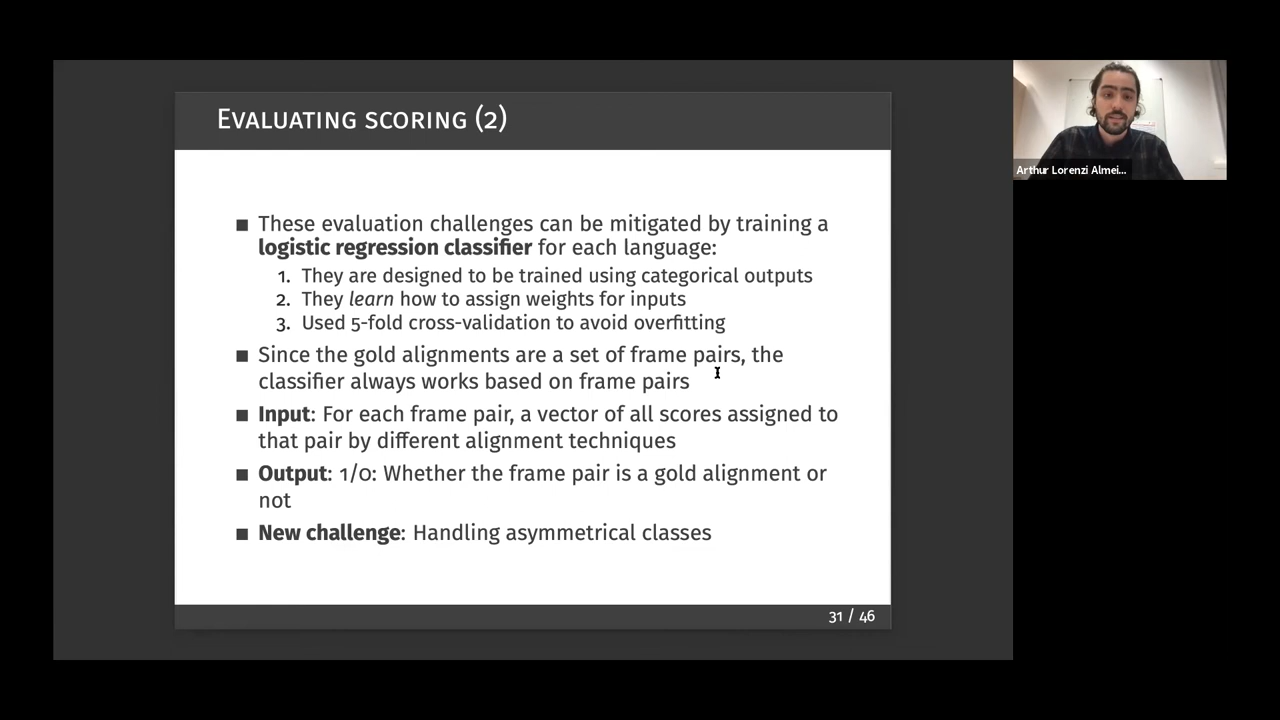 EVALUATING SCORING (2)
■ These evaluation challenges can be mitigated by training a
logistic regression classifier for each language:
1. They are designed to be trained using categorical outputs
2. They learn how to assign weights for inputs
3. Used 5-fold cross-validation to avoid overfitting
■ Since the gold alignments are a set of frame pairs, the
classifier always works based on frame pairs
■ Input: For each frame pair, a vector of all scores assigned to
that pair by different alignment techniques
■ Output: 1/0: Whether the frame pair is a gold alignment or
not
■ New challenge: Handling asymmetrical classes
31 / 46
Arthur Lorenzi Almei...